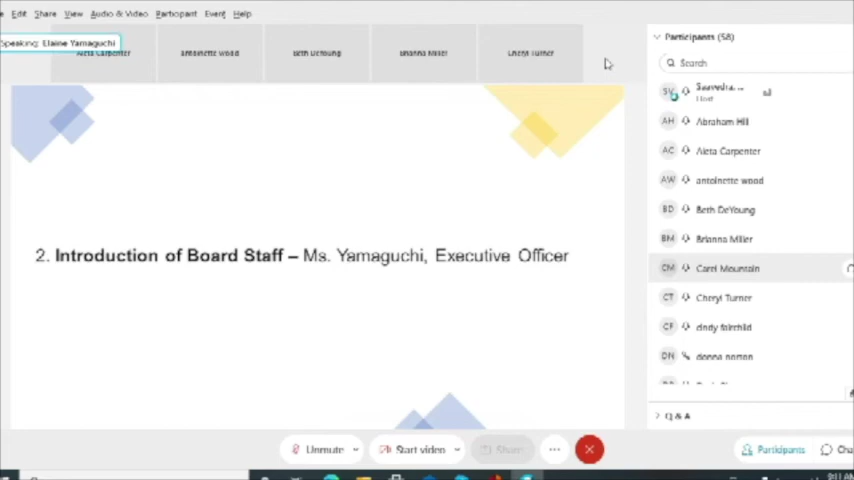 Edit Share View Audio & Video Participant Event Help
Speaking: Elaine Yamaguchi
Aleta Carpenter
antoinette wood
Beth DeYoung
Brianna Miller
Cheryl Turner
Participants (58)
Search
Host
AH Abraham Hill
AC Aleta Carpenter
AW antoinette wood
BD Beth DeYoung
BM Brianna Miller
CM Carel Mountain
CT Cheryl Turner
CF cindy fairchild
DN donna norton
2. Introduction of Board Staff – Ms. Yamaguchi, Executive Officer
Q & A
Unmute
Start video
Share
Participants
Cha